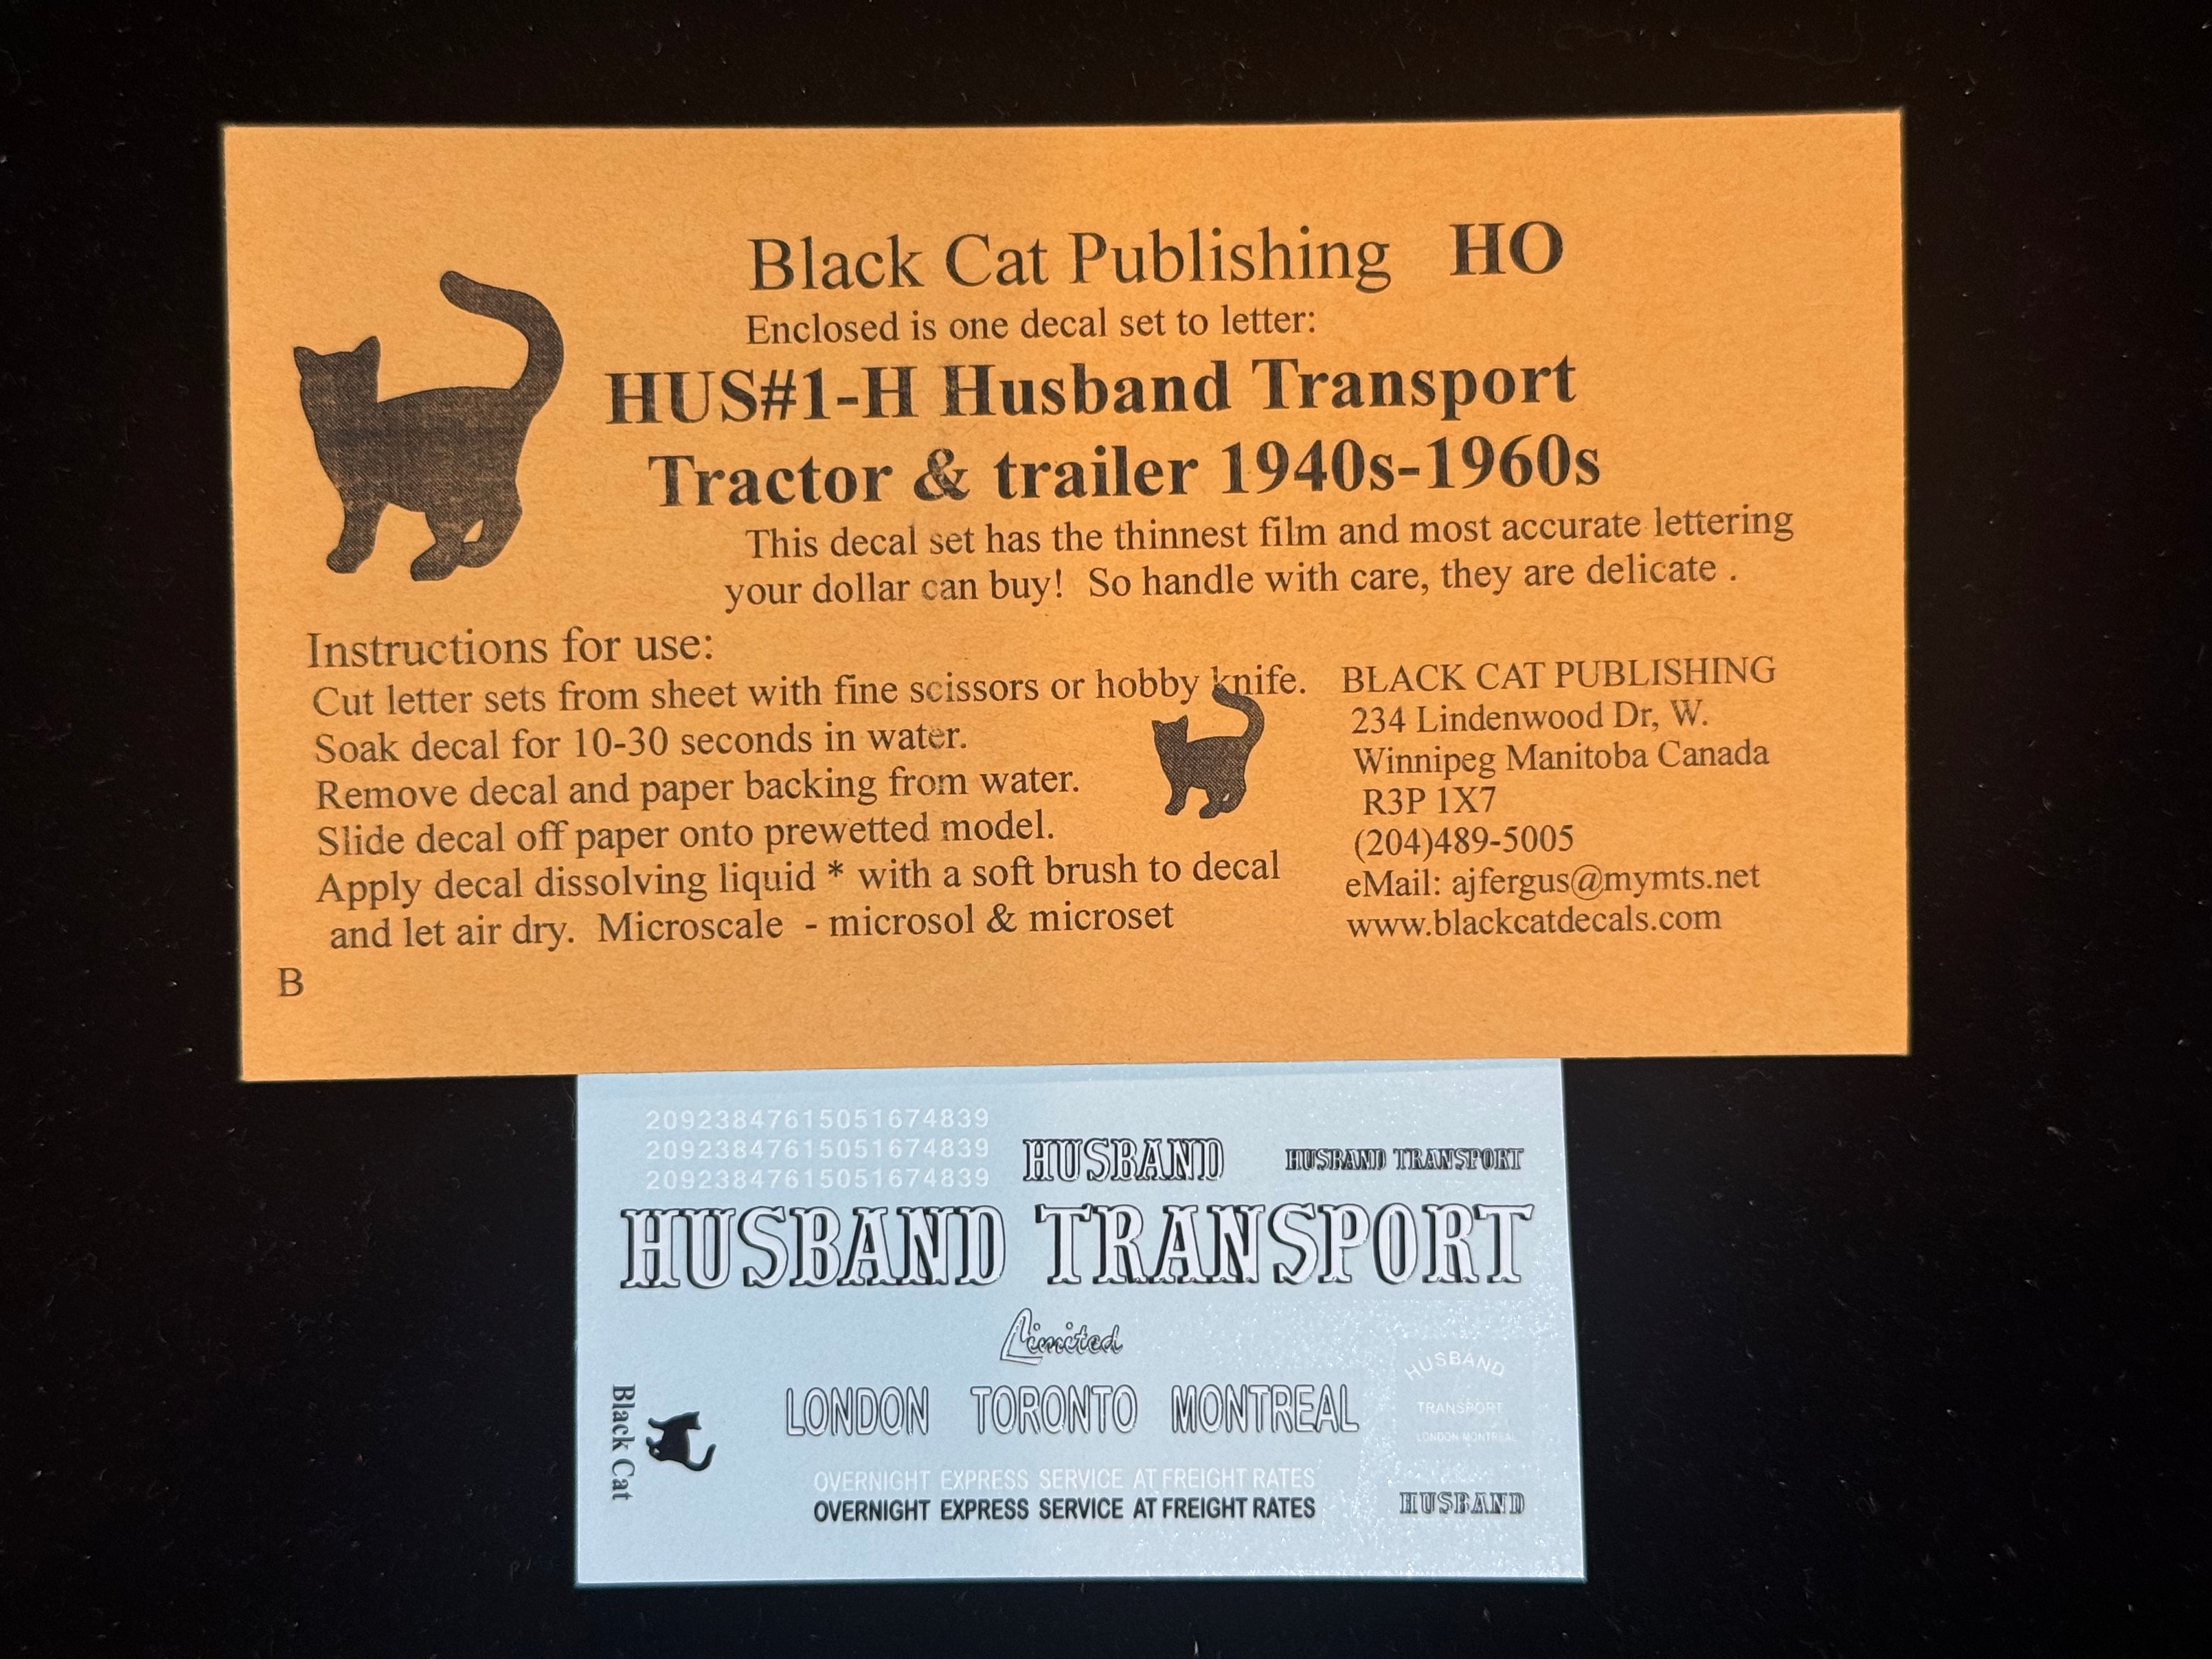 Black Cat Publishing HO
Enclosed is one decal set to letter:
HUS#1-H Husband Transport
Tractor & trailer 1940s-1960s
This decal set has the thinnest film and most accurate lettering
your dollar can buy! So handle with care, they are delicate .
Instructions for use:
Cut letter sets from sheet with fine scissors or hobby knife.
Soak decal for 10-30 seconds in water.
Remove decal and paper backing from water.
Slide decal off paper onto prewetted model.
Apply decal dissolving liquid * with a soft brush to decal
and let air dry. Microscale - microsol & microset
B
BLACK CAT PUBLISHING
234 Lindenwood Dr, W.
Winnipeg Manitoba Canada
R3P 1X7
(204)489-5005
eMail: ajfergus@mymts.net
www.blackcatdecals.com
20923847615051674839
20923847615051674839
20923847615051674839
HUSBAND
HUSBAND TRANSPORT
HUSBAND TRANSPORT
Limited
LONDON TORONTO MONTREAL
OVERNIGHT EXPRESS SERVICE AT FREIGHT RATES
OVERNIGHT EXPRESS SERVICE AT FREIGHT RATES
Black Cat
HUSBAND
TRANSPORT
LONDON MONTREAL
HUSBAND